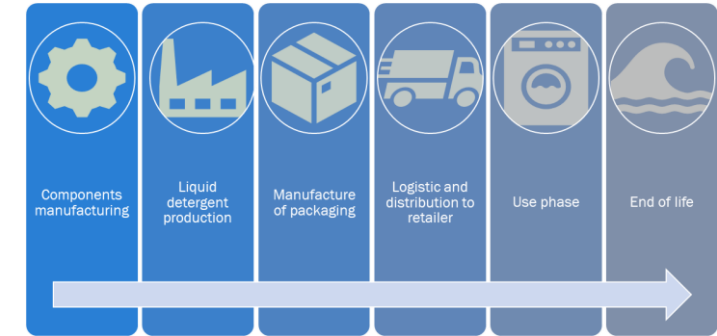 Components
manufacturing
Liquid
detergent
production
Manufacture
of packaging
Logistic and
distribution to
retailer
Use phase
End of life